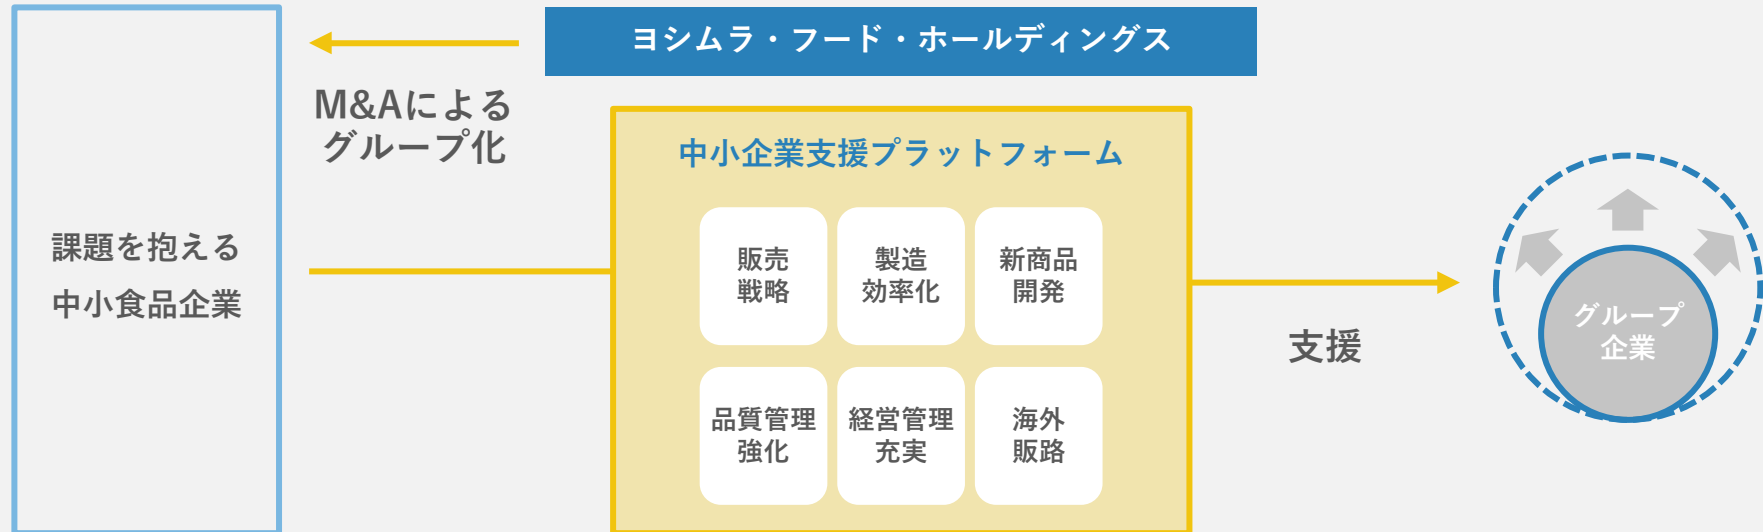 ヨシムラ・フード・ホールディングス
M&Aによる
グループ化
課題を抱える
中小食品企業
中小企業支援プラットフォーム
販売
戦略
製造
効率化
新商品
開発
品質管理
強化
経営管理
充実
海外
販路
支援
グループ
企業